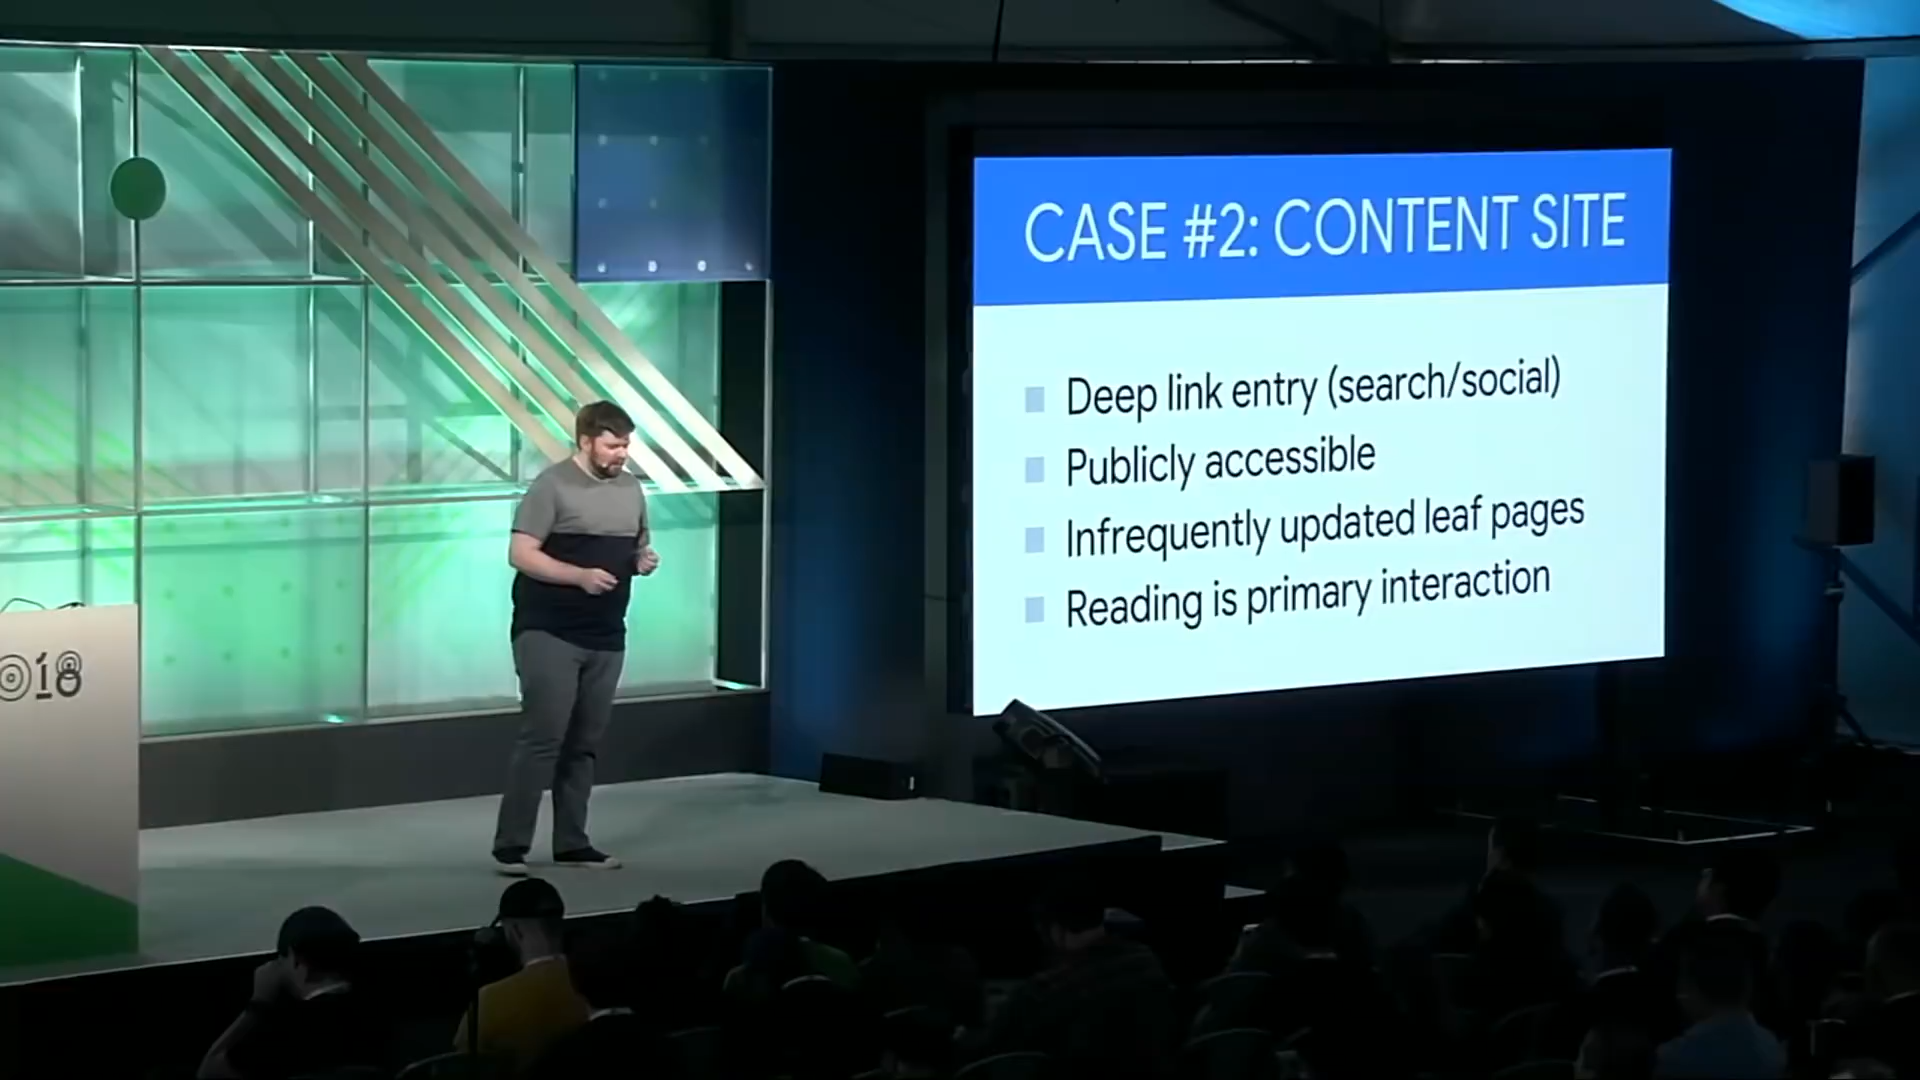 CASE #2: CONTENT SITE
Deep link entry (search/social)
Publicly accessible
Infrequently updated leaf pages
Reading is primary interaction
018